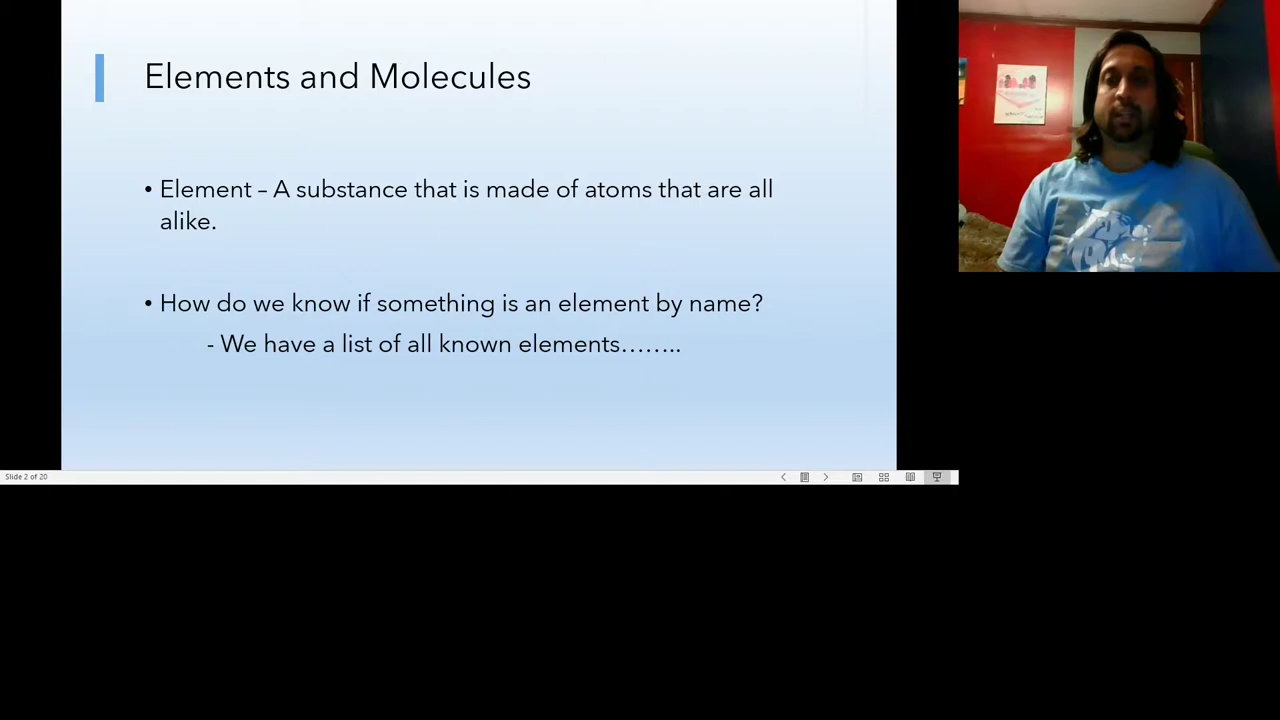 Elements and Molecules
• Element – A substance that is made of atoms that are all
alike.
• How do we know if something is an element by name?
- We have a list of all known elements……..
Slide 2 of 20